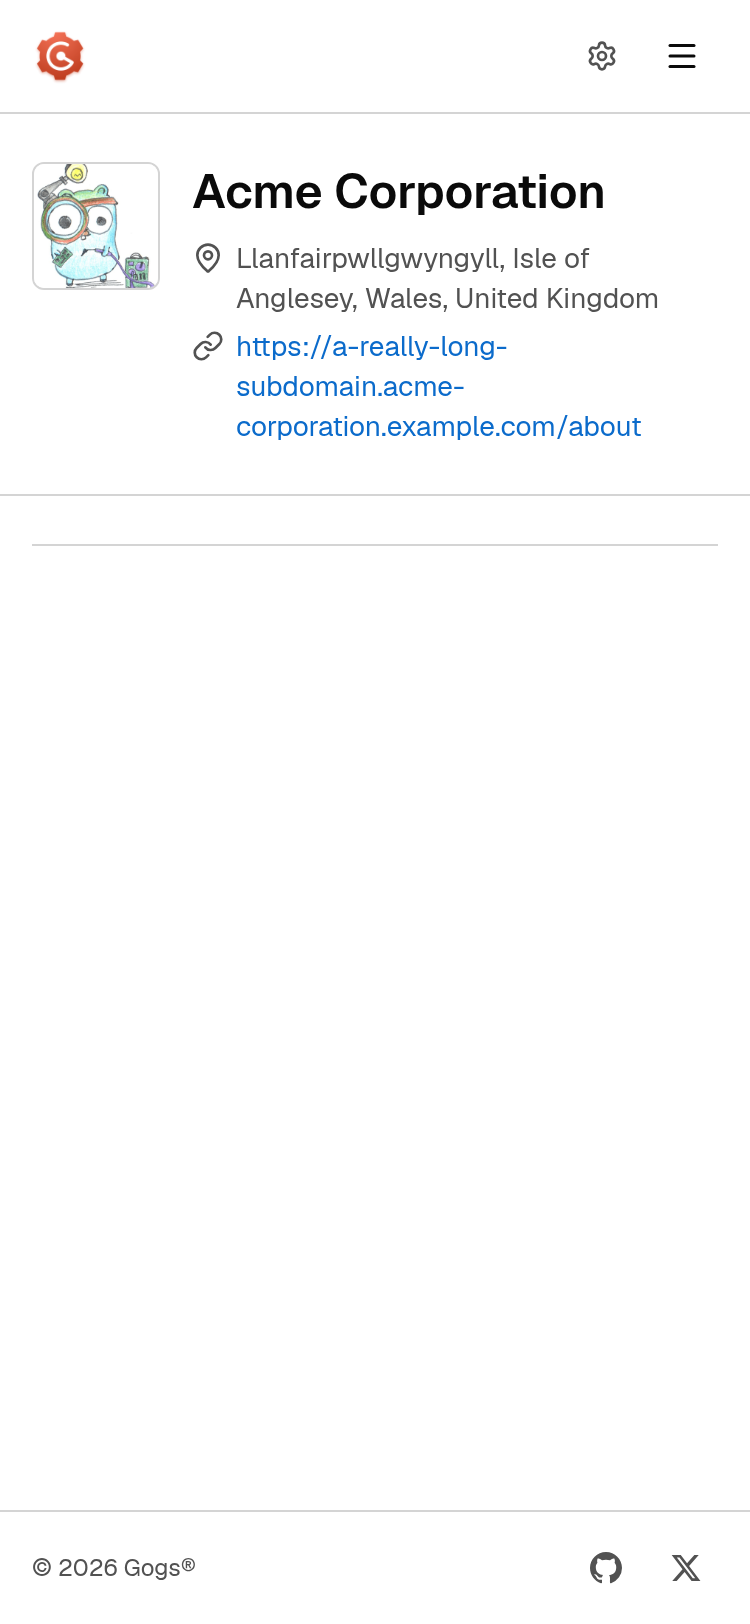 Acme Corporation
Llanfairpwllgwyngyll, Isle of
Anglesey, Wales, United Kingdom
https://a-really-long-
subdomain.acme-
corporation.example.com/about
© 2026 Gogs®